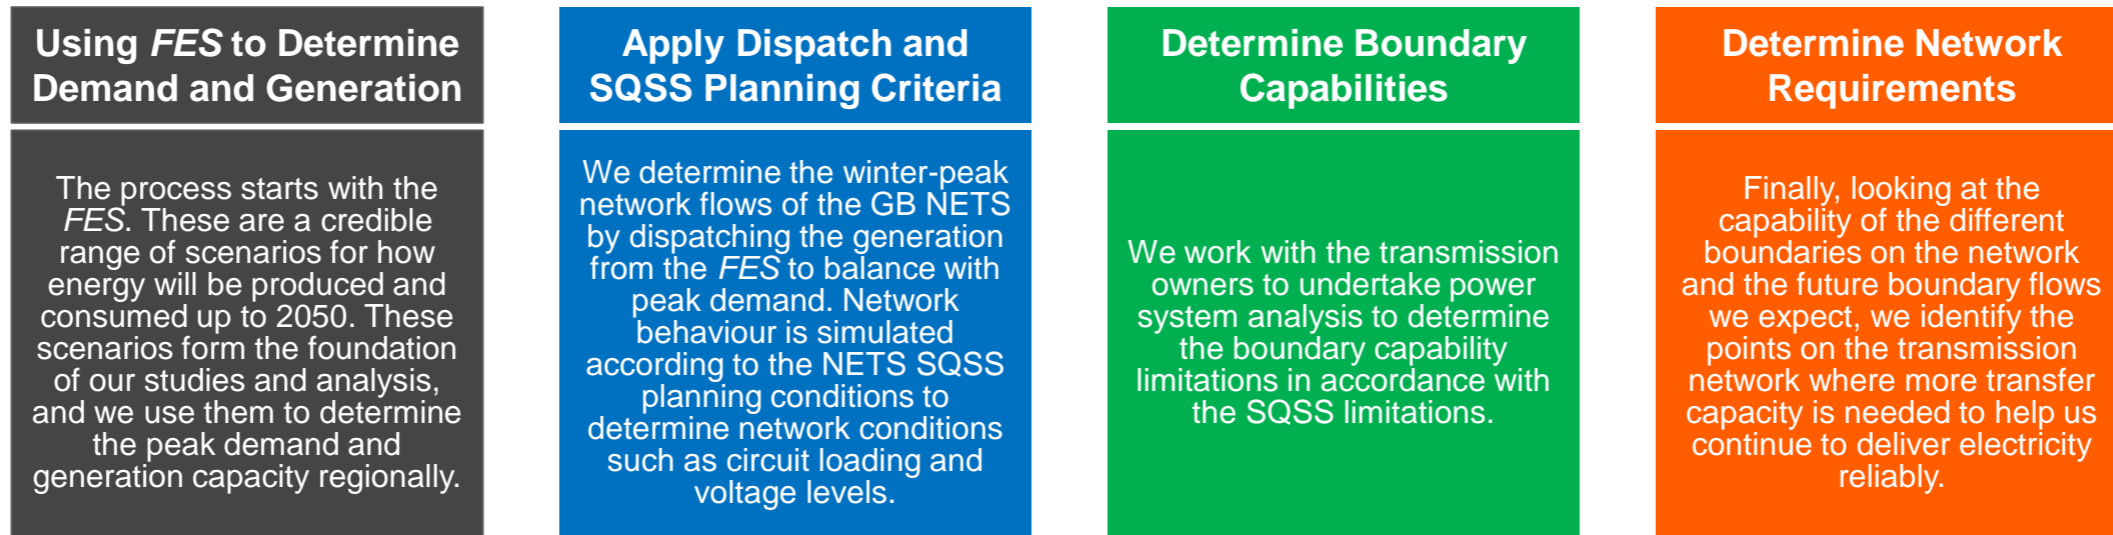 Using FES to Determine
Demand and Generation
The process starts with the
FES. These are a credible
range of scenarios for how
energy will be produced and
consumed up to 2050. These
scenarios form the foundation
of our studies and analysis,
and we use them to determine
the peak demand and
generation capacity regionally.
Apply Dispatch and
SQSS Planning Criteria
We determine the winter-peak
network flows of the GB NETS
by dispatching the generation
from the FES to balance with
peak demand. Network
behaviour is simulated
according to the NETS SQSS
planning conditions to
determine network conditions
such as circuit loading and
voltage levels.
Determine Boundary
Capabilities
We work with the transmission
owners to undertake power
system analysis to determine
the boundary capability
limitations in accordance with
the SQSS limitations.
Determine Network
Requirements
Finally, looking at the
capability of the different
boundaries on the network
and the future boundary flows
we expect, we identify the
points on the transmission
network where more transfer
capacity is needed to help us
continue to deliver electricity
reliably.